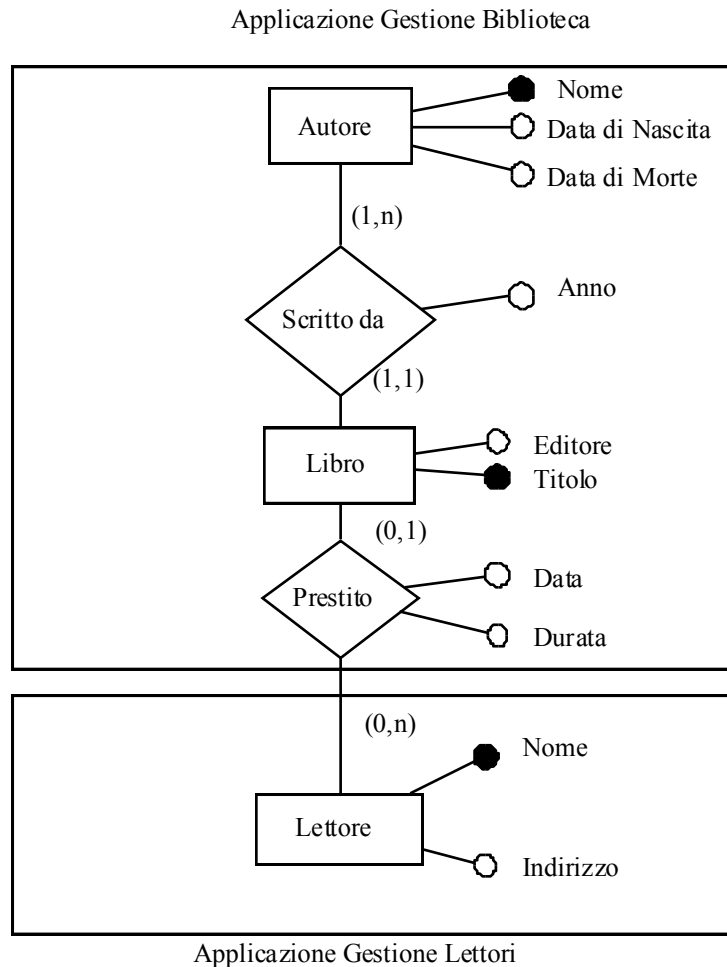 Applicazione Gestione Biblioteca
Nome
Autore
Data di Nascita
Data di Morte
(1,n)
Anno
Scritto da
(1,1)
Editore
Libro
Titolo
(0,1)
Data
Prestito
Durata
(0,n)
Nome
Lettore
Indirizzo
Applicazione Gestione Lettori